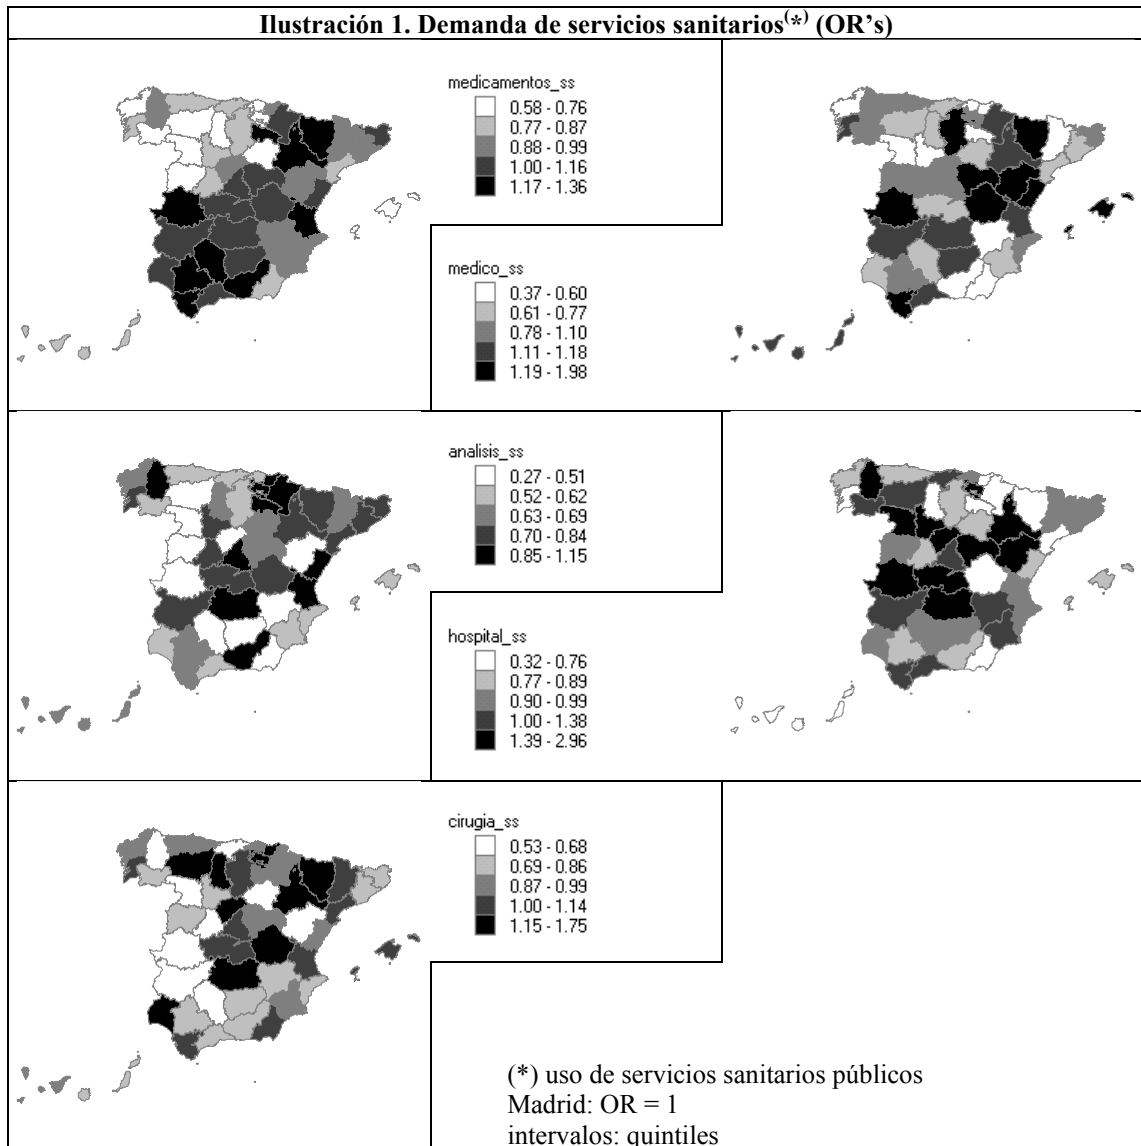 Ilustración 1. Demanda de servicios sanitarios(*) (OR’s)
medicamentos_ss
0.58 - 0.76
0.77 - 0.87
0.88 - 0.99
1.00 - 1.16
1.17 - 1.36
medico_ss
0.37 - 0.60
0.61 - 0.77
0.78 - 1.10
1.11 - 1.18
1.19 - 1.98
analisis_ss
0.27 - 0.51
0.52 - 0.62
0.63 - 0.69
0.70 - 0.84
0.85 - 1.15
hospital_ss
0.32 - 0.76
0.77 - 0.89
0.90 - 0.99
1.00 - 1.38
1.39 - 2.96
cirugia_ss
0.53 - 0.68
0.69 - 0.86
0.87 - 0.99
1.00 - 1.14
1.15 - 1.75
(*) uso de servicios sanitarios públicos
Madrid: OR = 1
intervalos: quintiles